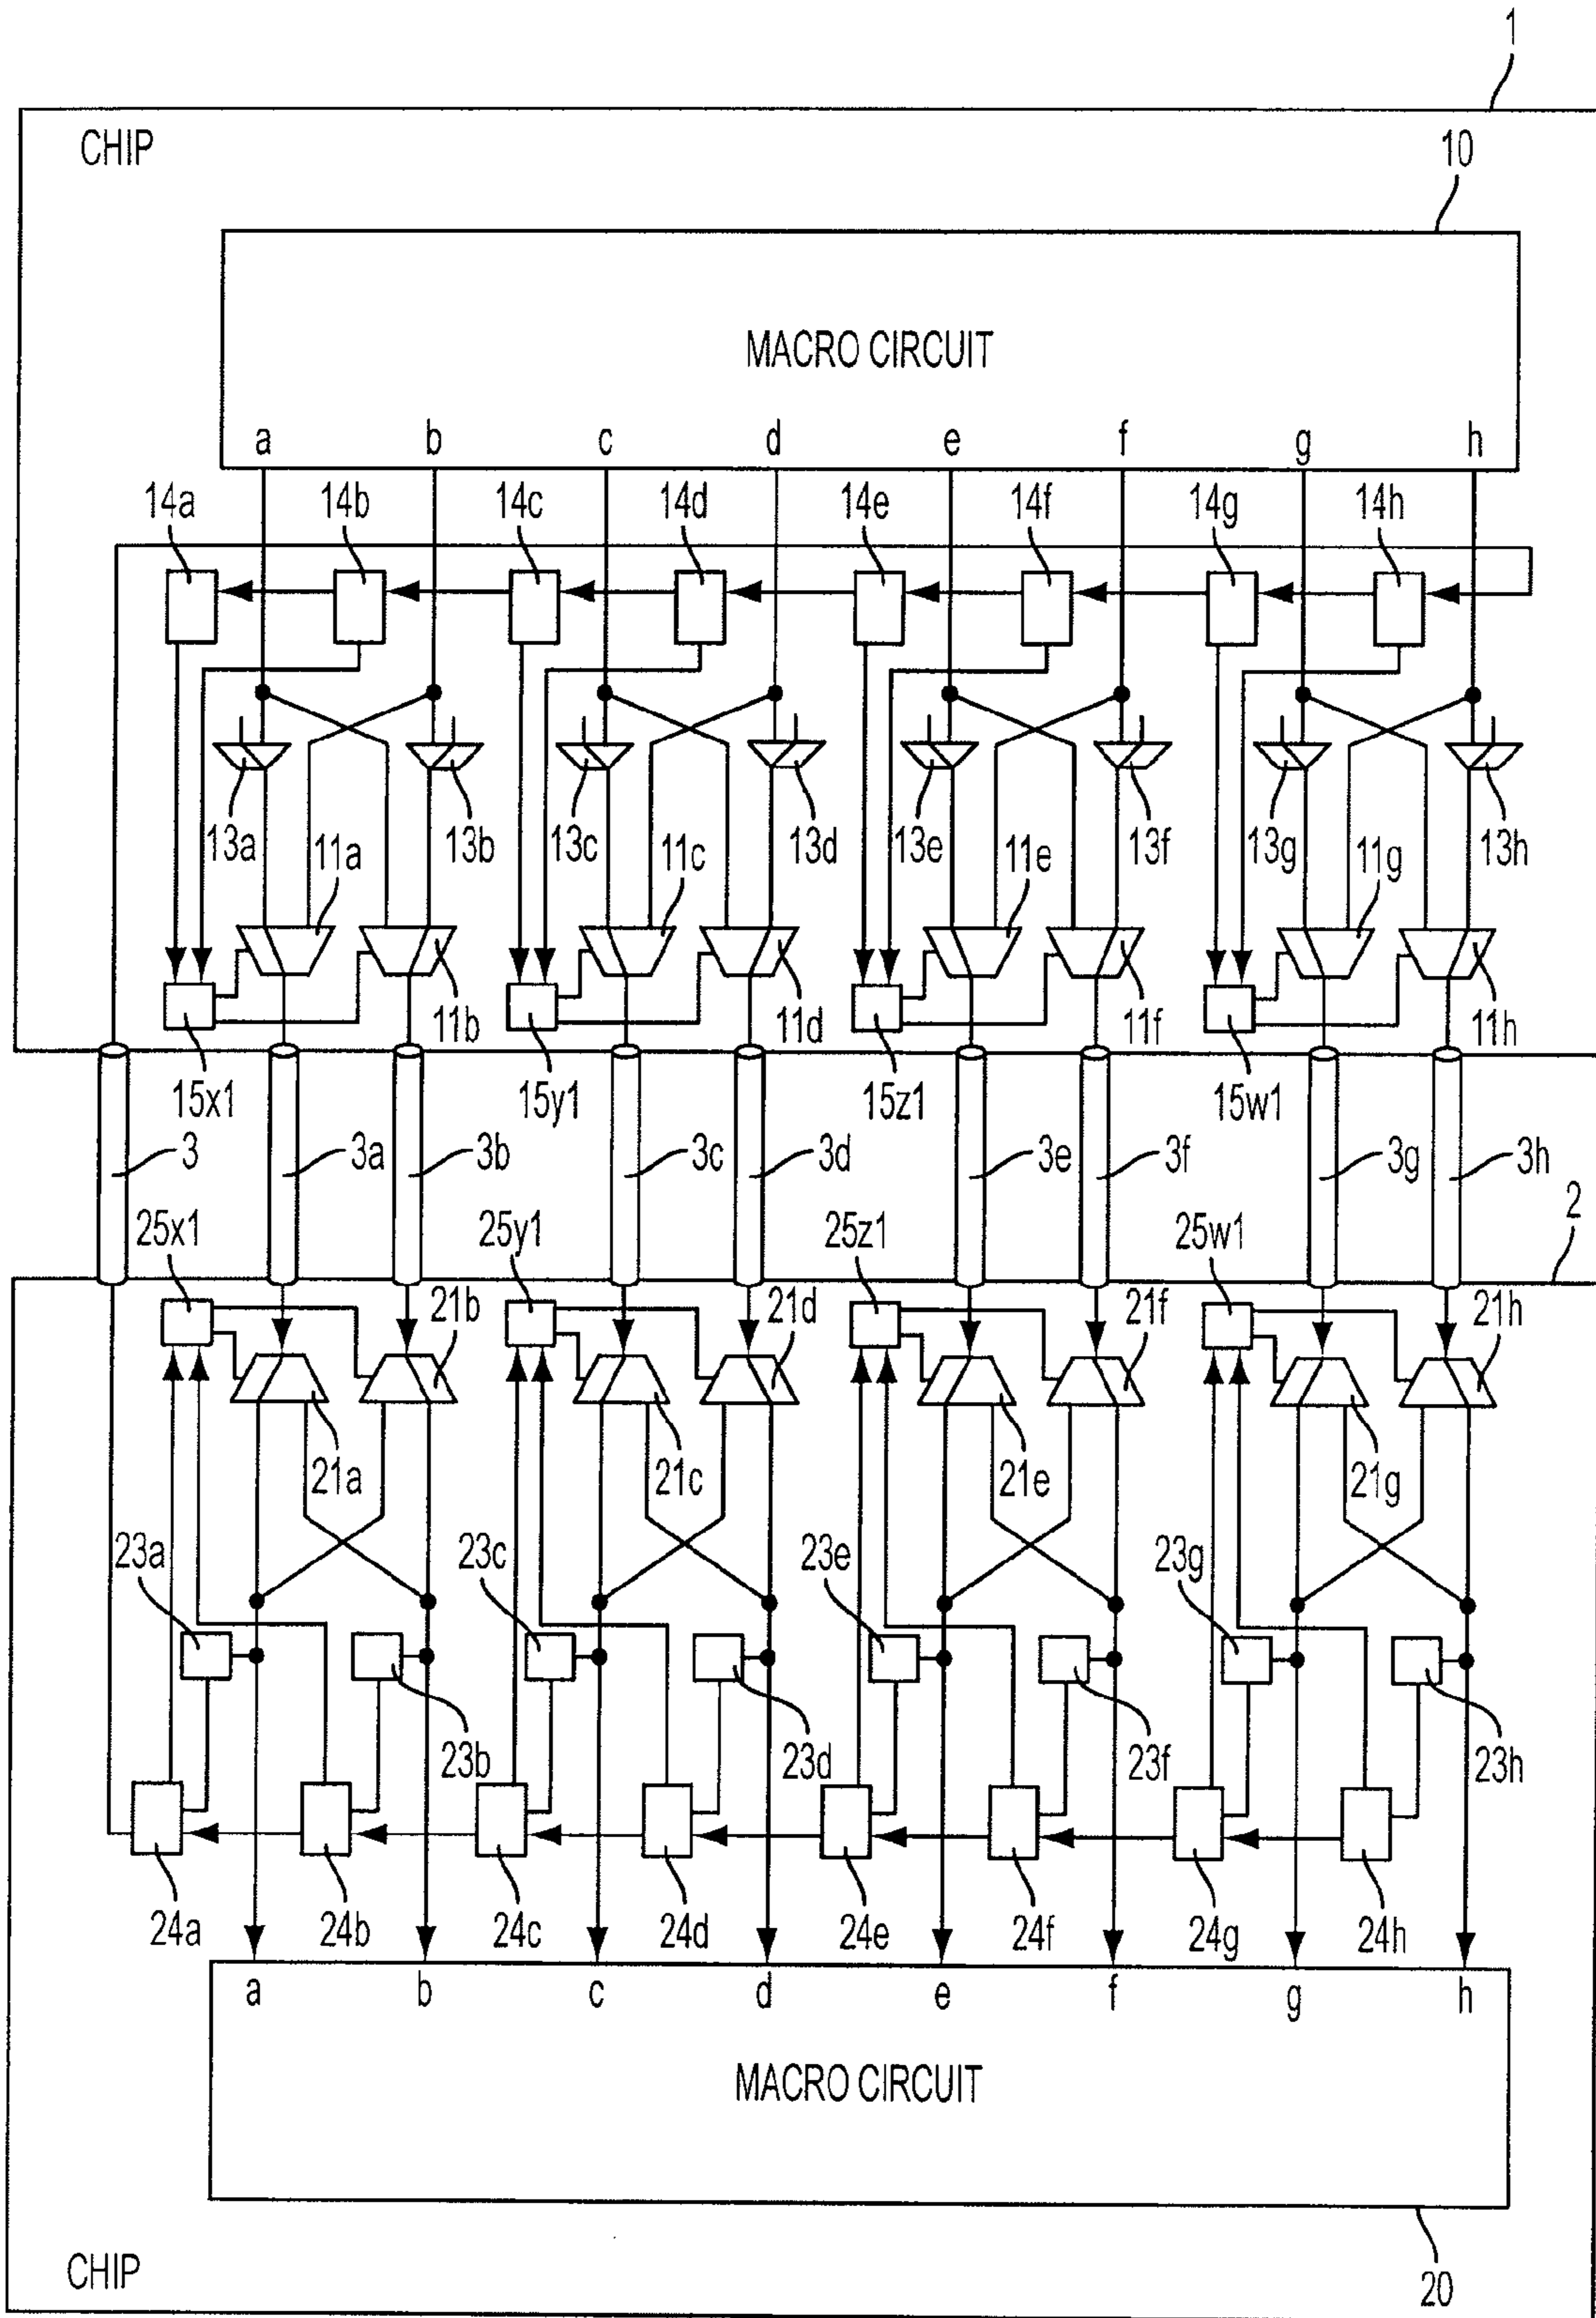 1
CHIP
10
MACRO CIRCUIT
a b c d e f g h
14a 14b 14c 14d 14e 14f 14g 14h
13a 11a 13b 13c 11c 13d 13e 11e 13f 13g 11g 13h
11b 11d 11f 11h
15x1 15y1 15z1 15w1
3 3a 3b 3c 3d 3e 3f 3g 3h
2
25x1 25y1 25z1 25w1
21b 21d 21f 21h
21a 21c 21e 21g
23a 23c 23e 23g
23b 23d 23f 23h
24a 24b 24c 24d 24e 24f 24g 24h
a b c d e f g h
MACRO CIRCUIT
CHIP
20